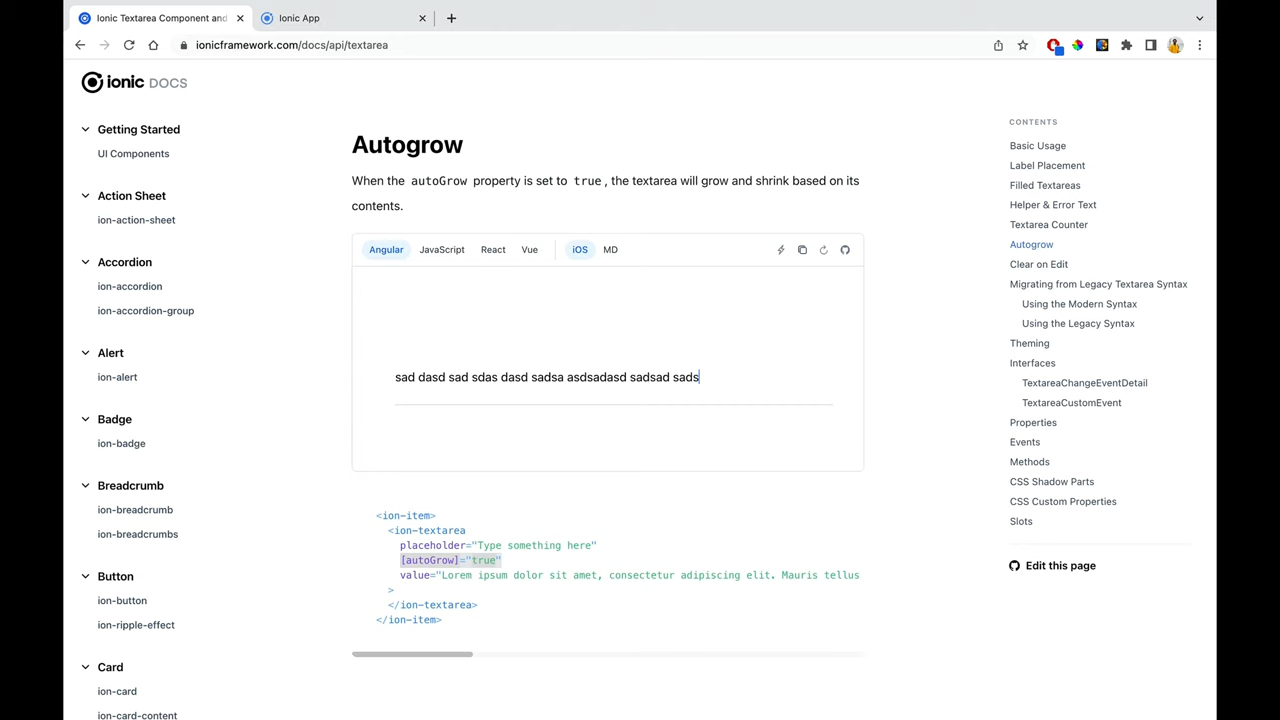 Ionic Textarea Component and
Ionic App
ionicframework.com/docs/api/textarea
ionic DOCS
Getting Started
UI Components
Action Sheet
ion-action-sheet
Accordion
ion-accordion
ion-accordion-group
Alert
ion-alert
Badge
ion-badge
Breadcrumb
ion-breadcrumb
ion-breadcrumbs
Button
ion-button
ion-ripple-effect
Card
ion-card
ion-card-content
Autogrow
When the autoGrow property is set to true, the textarea will grow and shrink based on its
contents.
Angular JavaScript React Vue iOS MD
sad dasd sad sdas dasd sadsa asdsadasd sadsad sads
<ion-item>
<ion-textarea
placeholder="Type something here"
[autoGrow]="true"
value="Lorem ipsum dolor sit amet, consectetur adipiscing elit. Mauris tellus
>
</ion-textarea>
</ion-item>
CONTENTS
Basic Usage
Label Placement
Filled Textareas
Helper & Error Text
Textarea Counter
Autogrow
Clear on Edit
Migrating from Legacy Textarea Syntax
Using the Modern Syntax
Using the Legacy Syntax
Theming
Interfaces
TextareaChangeEventDetail
TextareaCustomEvent
Properties
Events
Methods
CSS Shadow Parts
CSS Custom Properties
Slots
Edit this page